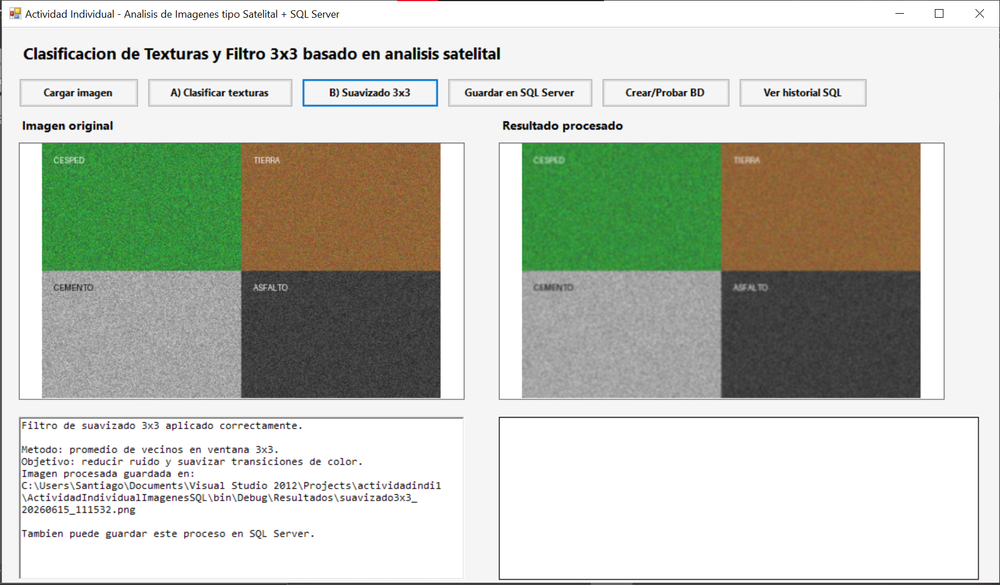 Actividad Individual - Analisis de Imagenes tipo Satelital + SQL Server
Clasificacion de Texturas y Filtro 3x3 basado en analisis satelital
Cargar imagen
A) Clasificar texturas
B) Suavizado 3x3
Guardar en SQL Server
Crear/Probar BD
Ver historial SQL
Imagen original
Resultado procesado
CESPED
TIERRA
CEMENTO
ASFALTO
CESPED
TIERRA
CEMENTO
ASFALTO
Filtro de suavizado 3x3 aplicado correctamente.
Metodo: promedio de vecinos en ventana 3x3.
Objetivo: reducir ruido y suavizar transiciones de color.
Imagen procesada guardada en:
C:\Users\Santiago\Documents\Visual Studio 2012\Projects\actividadindi1
\ActividadIndividualImagenesSQL\bin\Debug\Resultados\suavizado3x3_
20260615_111532.png
Tambien puede guardar este proceso en SQL Server.